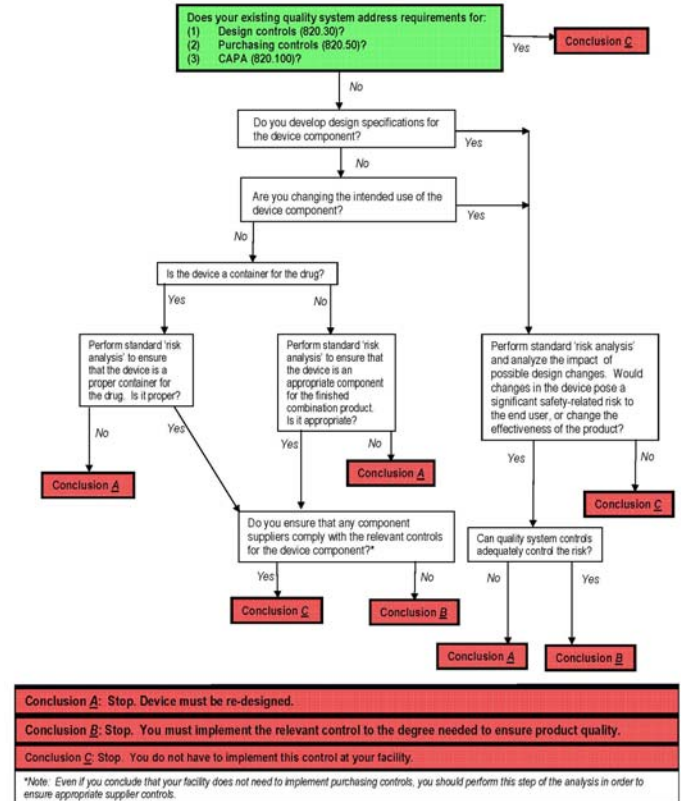 Does your existing quality system address requirements for:
(1) Design controls (820.30)?
(2) Purchasing controls (820.50)?
(3) CAPA (820.100)?
Yes
Conclusion C
No
Do you develop design specifications for
the device component?
Yes
No
Are you changing the intended use of the
device component?
Yes
No
Is the device a container for the drug?
Yes
No
Perform standard 'risk
analysis' to ensure
that the device is a
proper container for
the drug. Is it proper?
Perform standard 'risk
analysis' to ensure that
the device is an
appropriate component
for the finished
combination product.
Is it appropriate?
Perform standard 'risk analysis'
and analyze the impact of
possible design changes. Would
changes in the device pose a
significant safety-related risk to
the end user, or change the
effectiveness of the product?
No
Yes
Yes
No
Yes
No
Conclusion A
Conclusion A
Conclusion C
Do you ensure that any component
suppliers comply with the relevant controls
for the device component?*
Can quality system controls
adequately control the risk?
Yes
No
No
Yes
Conclusion C
Conclusion B
Conclusion A
Conclusion B
Conclusion A: Stop. Device must be re-designed.
Conclusion B: Stop. You must implement the relevant control to the degree needed to ensure product quality.
Conclusion C: Stop. You do not have to implement this control at your facility.
*Note: Even if you conclude that your facility does not need to implement purchasing controls, you should perform this step of the analysis in order to
ensure appropriate supplier controls.